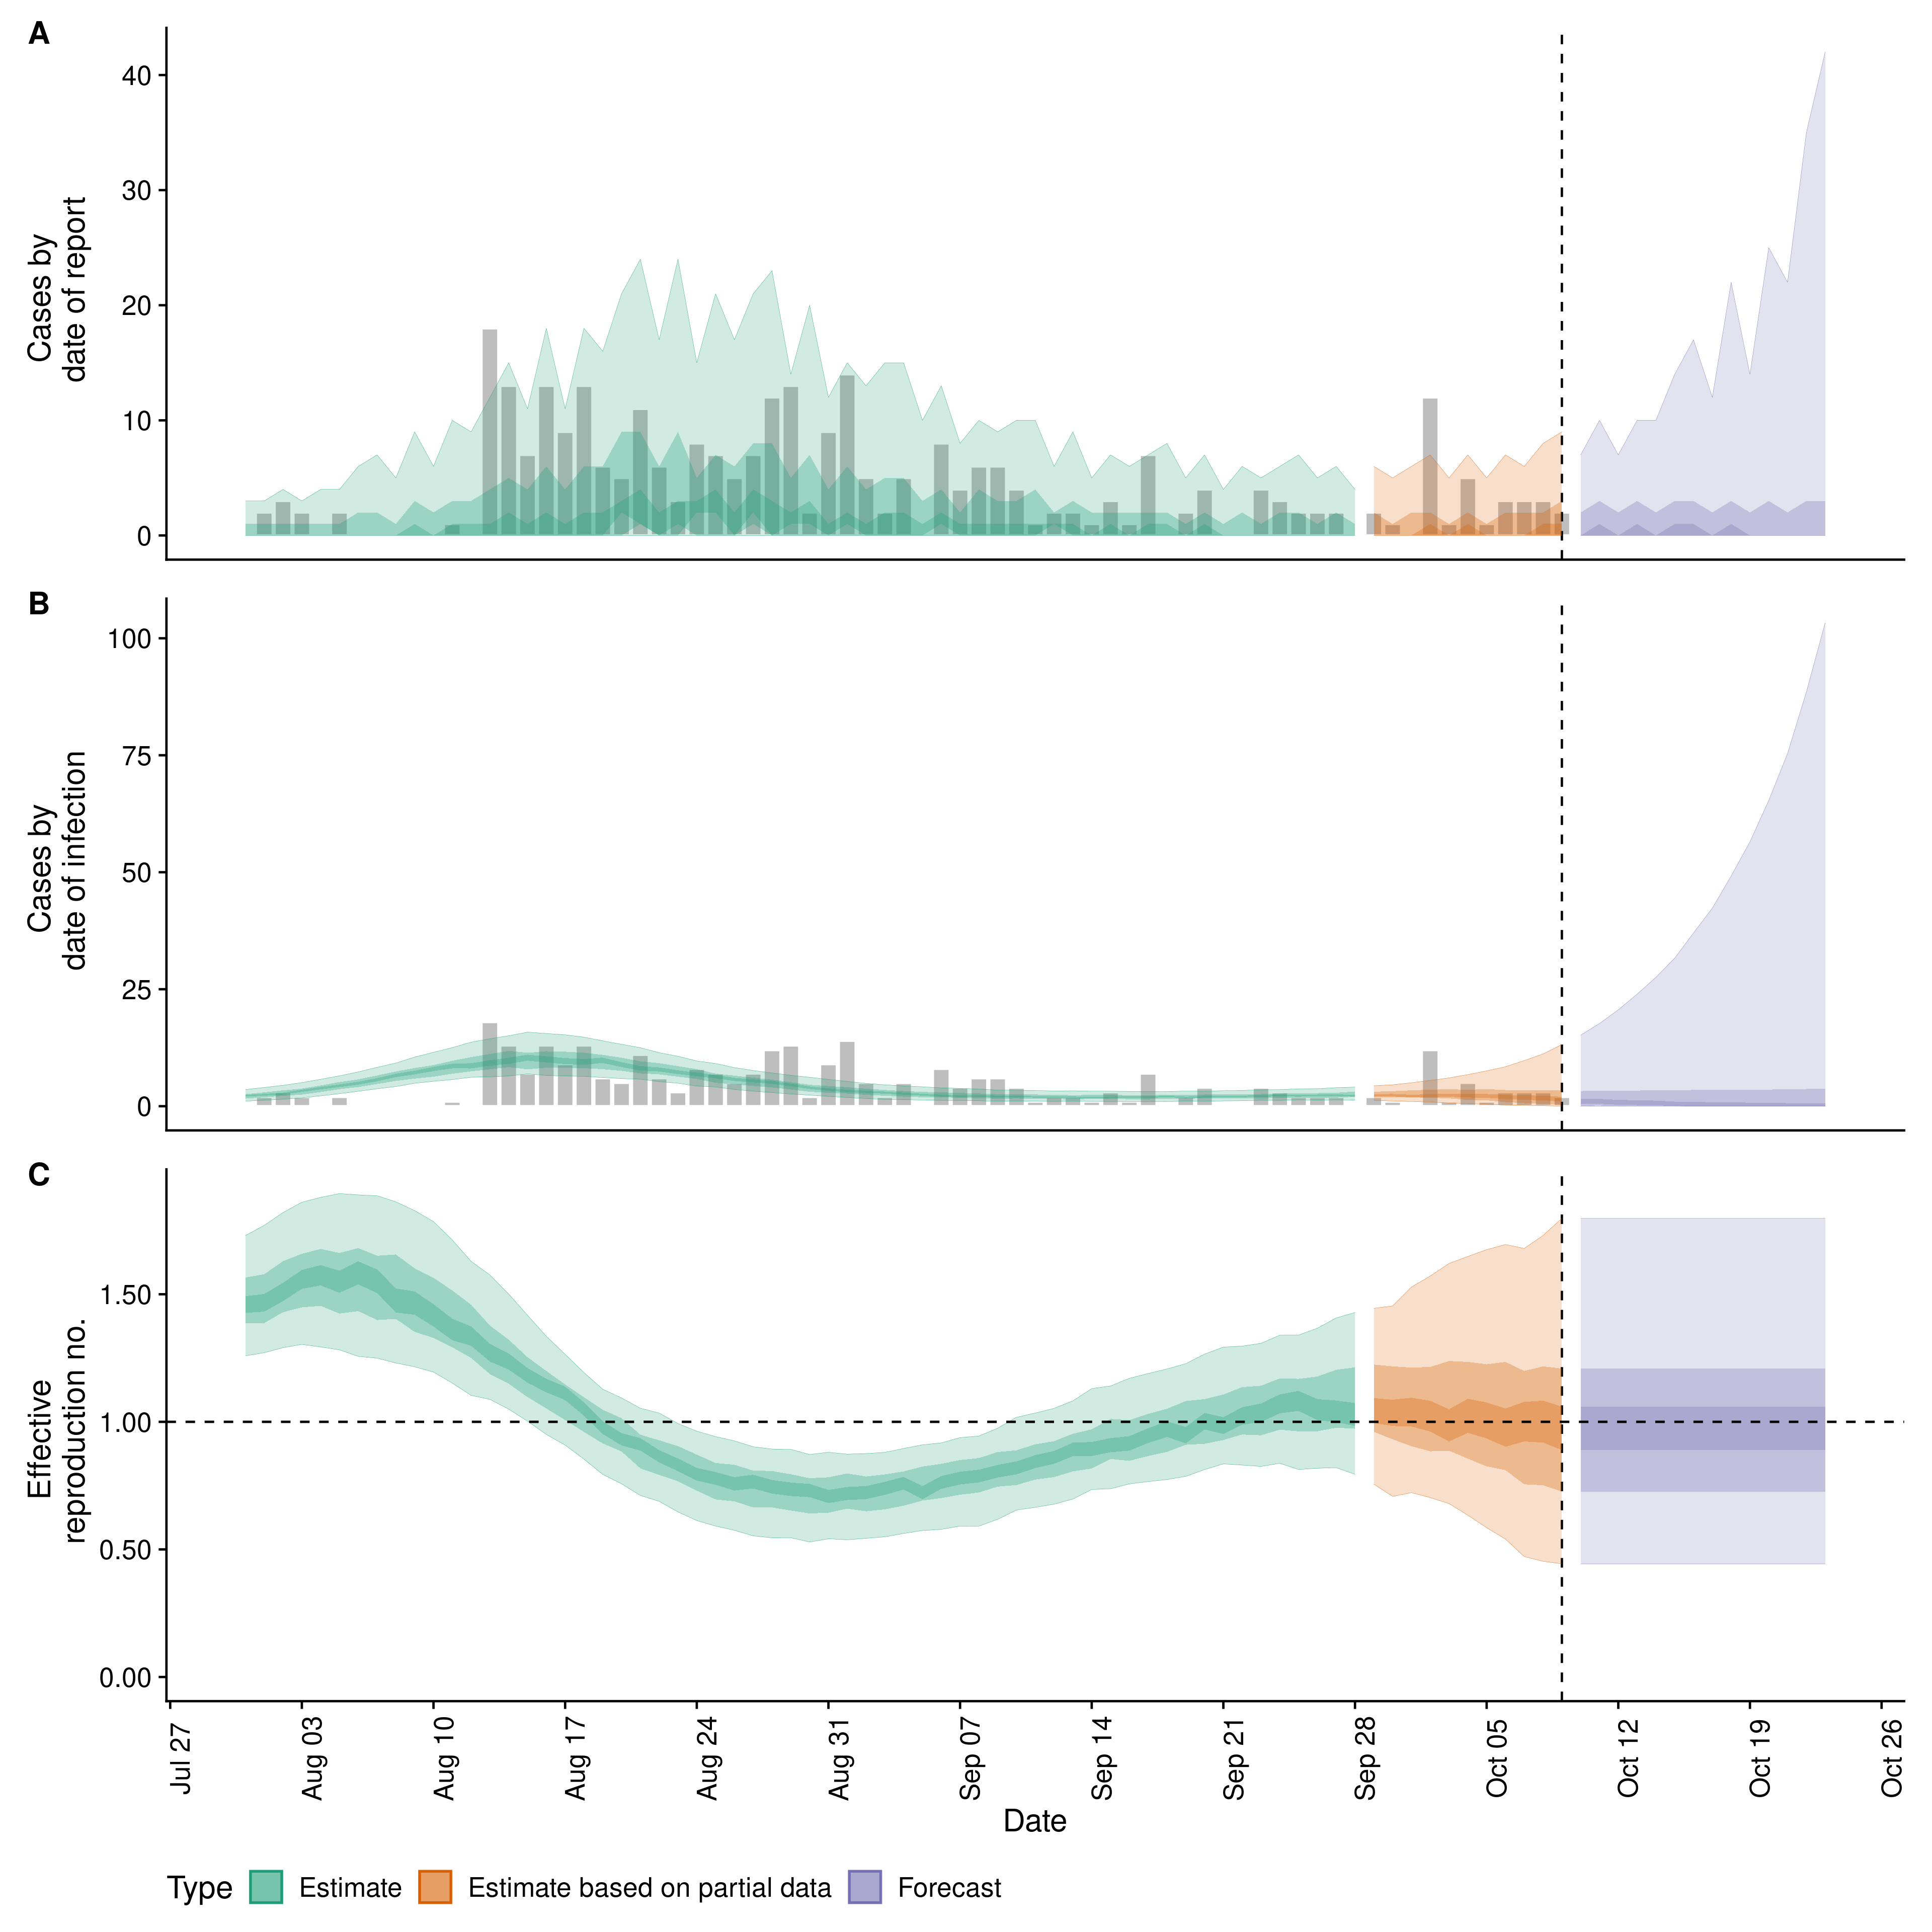 A
Cases by
date of report
40
30
20
10
0
B
Cases by
date of infection
100
75
50
25
0
C
Effective
reproduction no.
1.50
1.00
0.50
0.00
Jul 27
Aug 03
Aug 10
Aug 17
Aug 24
Aug 31
Sep 07
Sep 14
Sep 21
Sep 28
Oct 05
Oct 12
Oct 19
Oct 26
Date
Type Estimate Estimate based on partial data Forecast